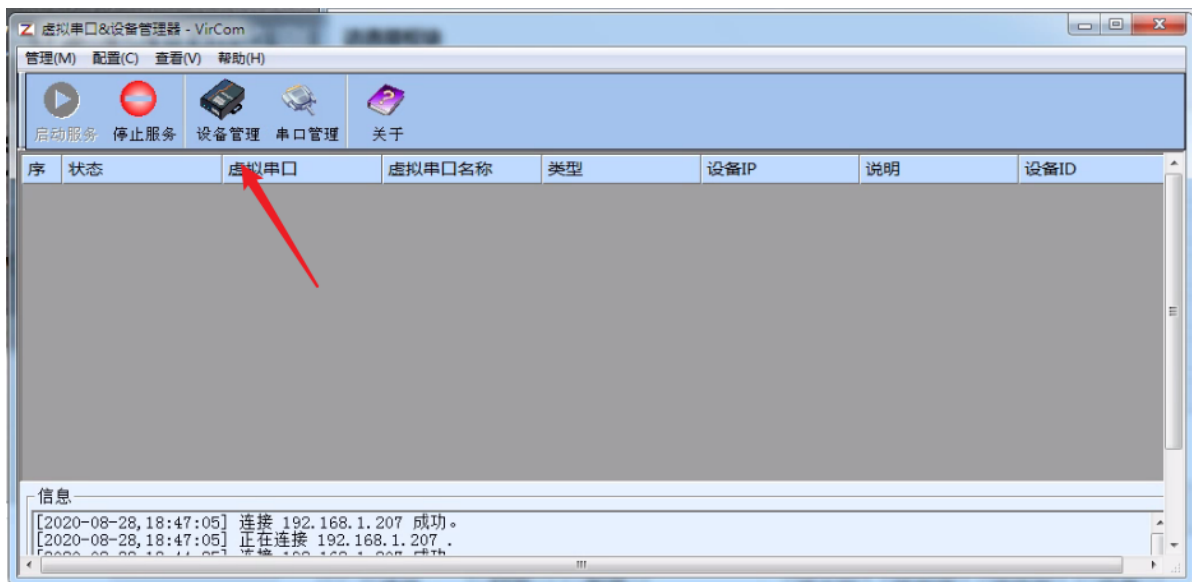 虚拟串口&设备管理器 - VirCom
管理(M) 配置(C) 查看(V) 帮助(H)
启动服务 停止服务 设备管理 串口管理 关于
序 状态 虚拟串口 虚拟串口名称 类型 设备IP 说明 设备ID
信息
[2020-08-28,18:47:05] 连接 192.168.1.207 成功。
[2020-08-28,18:47:05] 正在连接 192.168.1.207 .